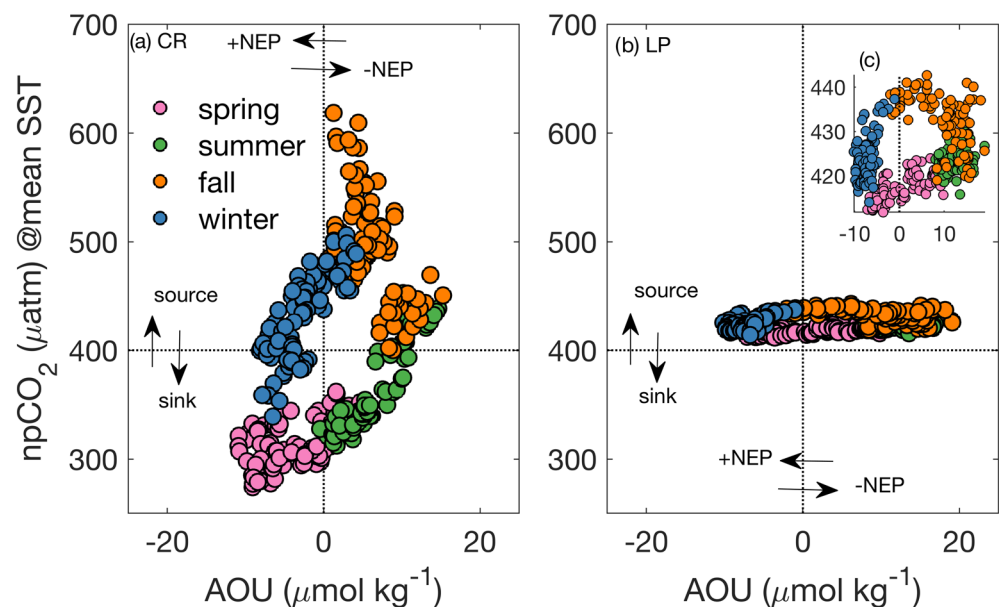 (a) CR
+NEP
-NEP
spring
summer
fall
winter
source
sink
700
600
500
400
300
-20
0
20
npCO2 (μatm) @mean SST
AOU (μmol kg-1)
(b) LP
(c)
440
430
420
-10
0
10
source
sink
+NEP
-NEP
700
600
500
400
300
-20
0
20
AOU (μmol kg-1)